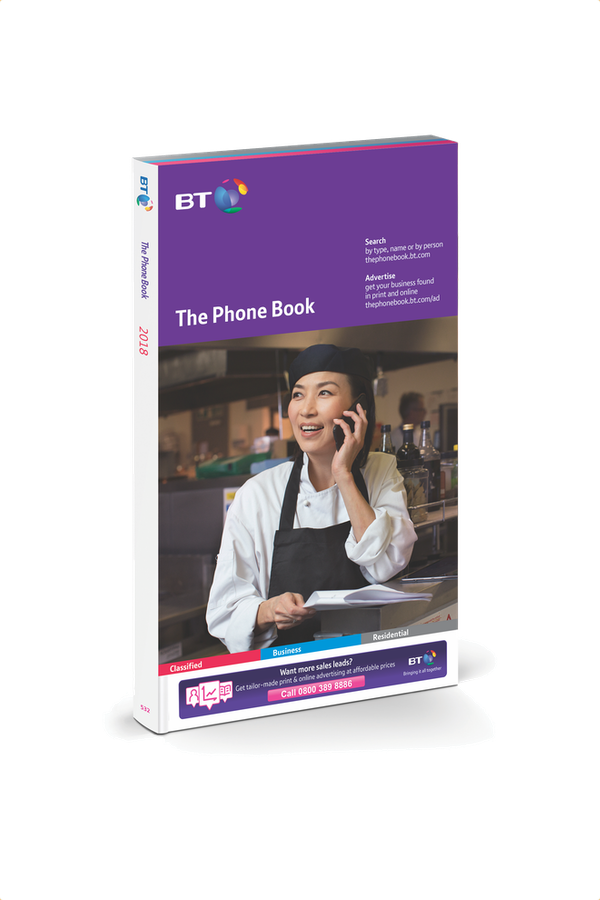 BT
The Phone Book
2018
532
BT
Search
by type, name or by person
thephonebook.bt.com
Advertise
get your business found
in print and online
thephonebook.bt.com/ad
The Phone Book
Classified
Business
Residential
Want more sales leads?
Get tailor-made print & online advertising at affordable prices
Call 0800 389 8886
BT
Bringing it all together